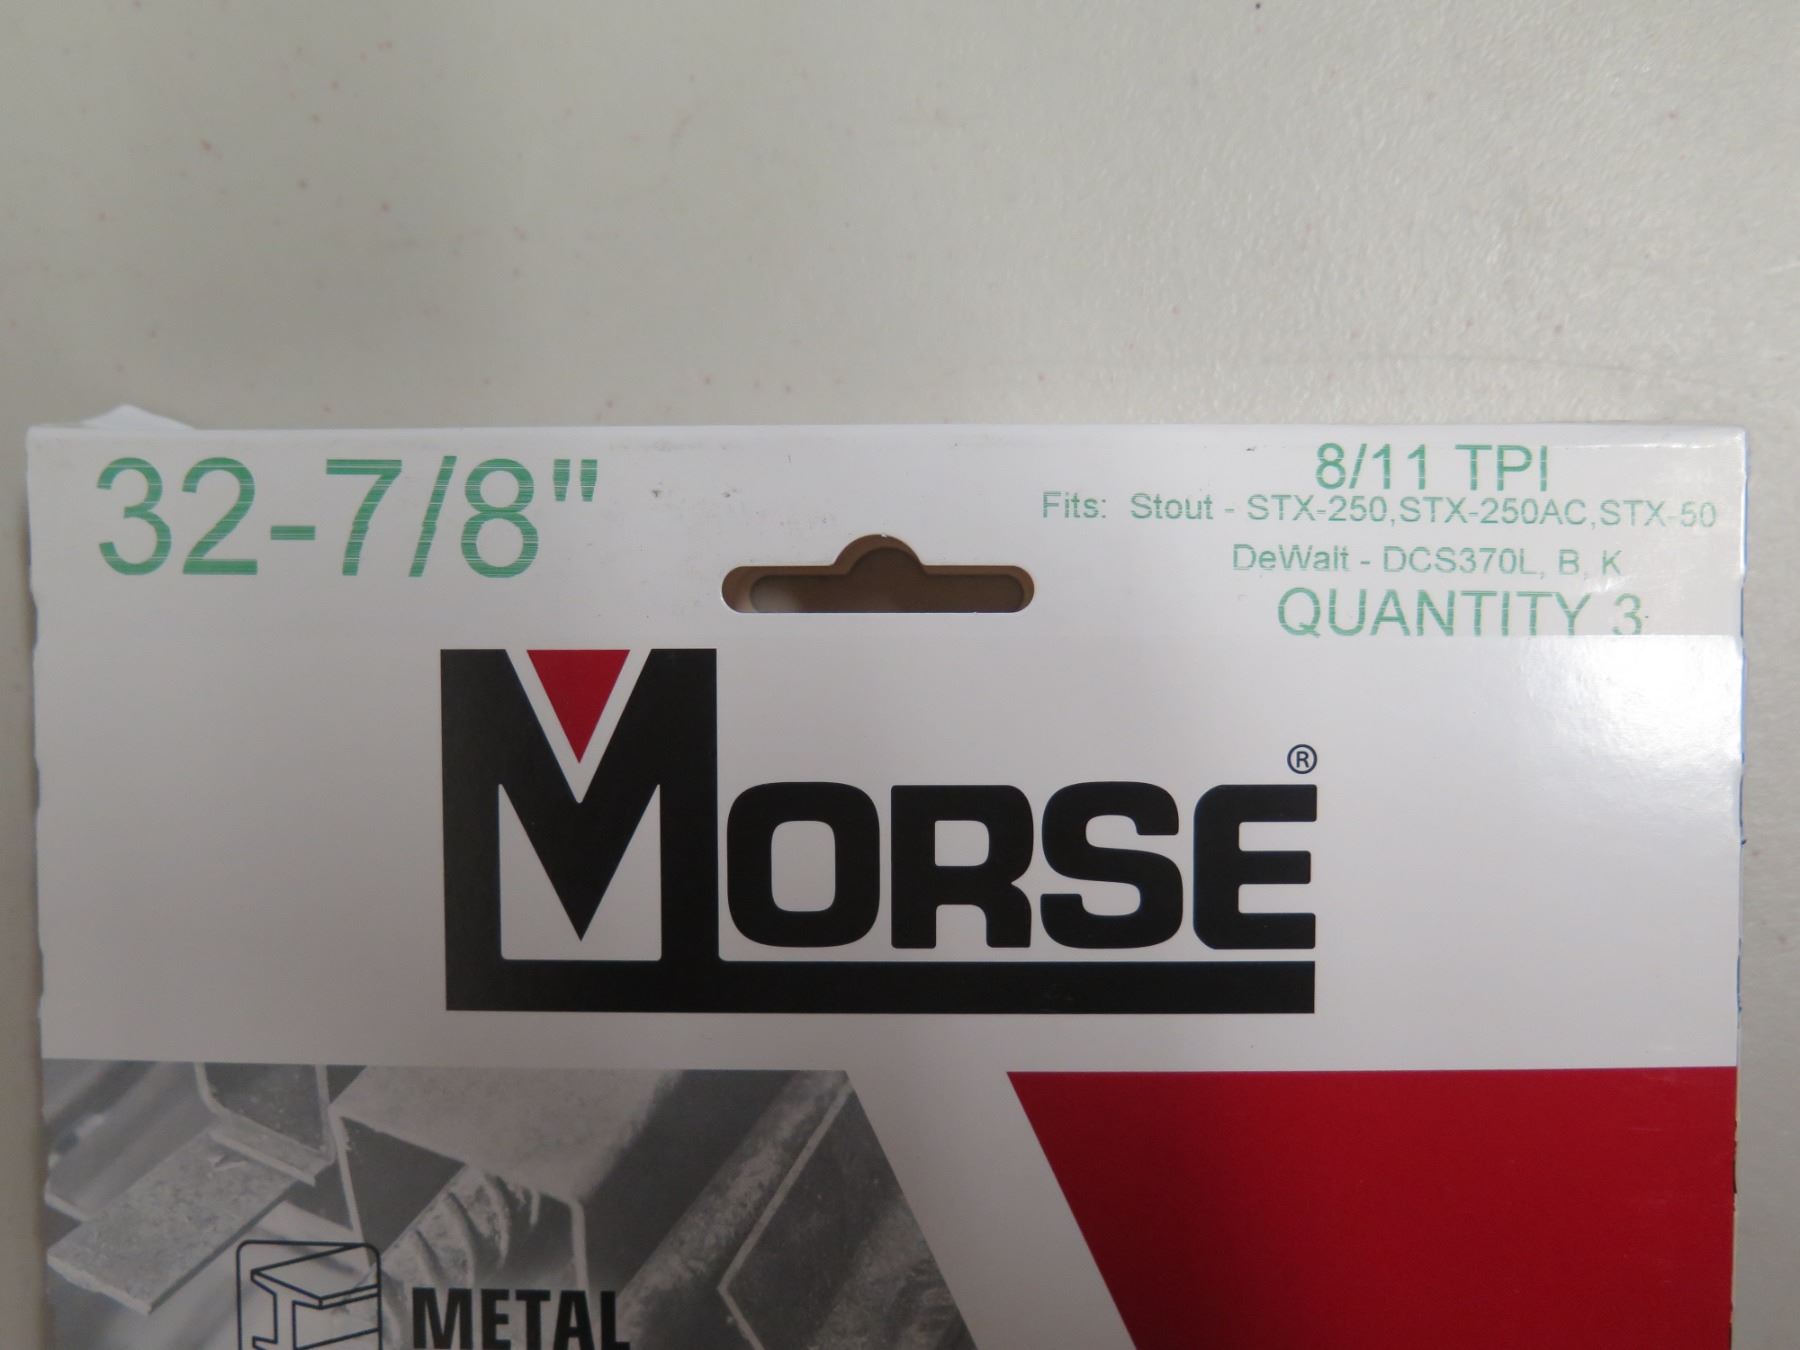 32-7/8"
8/11 TPI
Fits: Stout - STX-250,STX-250AC,STX-50
DeWalt - DCS370L, B, K
QUANTITY 3
MORSE®
METAL